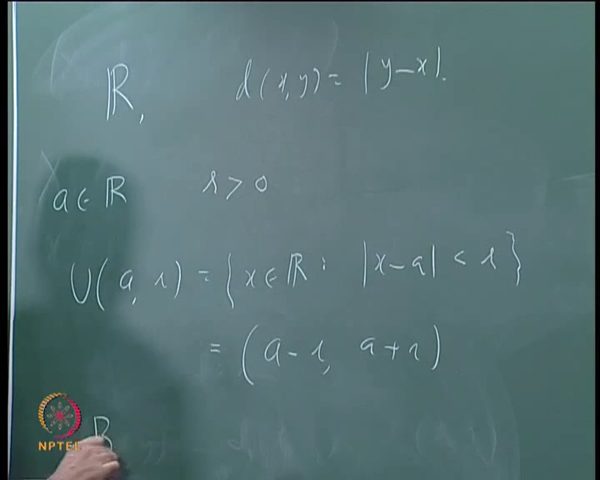 ℝ, d(x,y) = |y-x|.
a ∈ ℝ r > 0
U(a, r) = {x ∈ ℝ : |x-a| < r}
= (a-r, a+r)
B
NPTEL